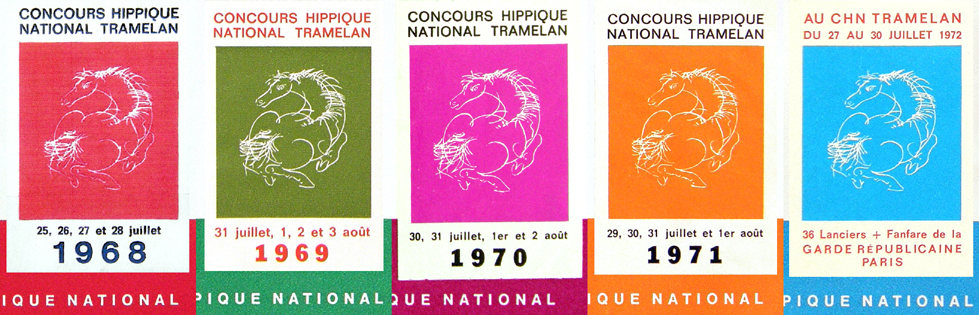 CONCOURS HIPPIQUE
NATIONAL TRAMELAN
25, 26, 27 et 28 juillet
1968
IQUE NATIONAL
CONCOURS HIPPIQUE
NATIONAL TRAMELAN
31 juillet, 1, 2 et 3 août
1969
PIQUE NATIONAL
CONCOURS HIPPIQUE
NATIONAL TRAMELAN
30, 31 juillet, 1er et 2 août
1970
QUE NATIONAL
CONCOURS HIPPIQUE
NATIONAL TRAMELAN
29, 30, 31 juillet et 1er août
1971
IQUE NATIONAL
AU CHN TRAMELAN
DU 27 AU 30 JUILLET 1972
36 Lanciers + Fanfare de la
GARDE RÉPUBLICAINE
PARIS
PIQUE NATIONAL